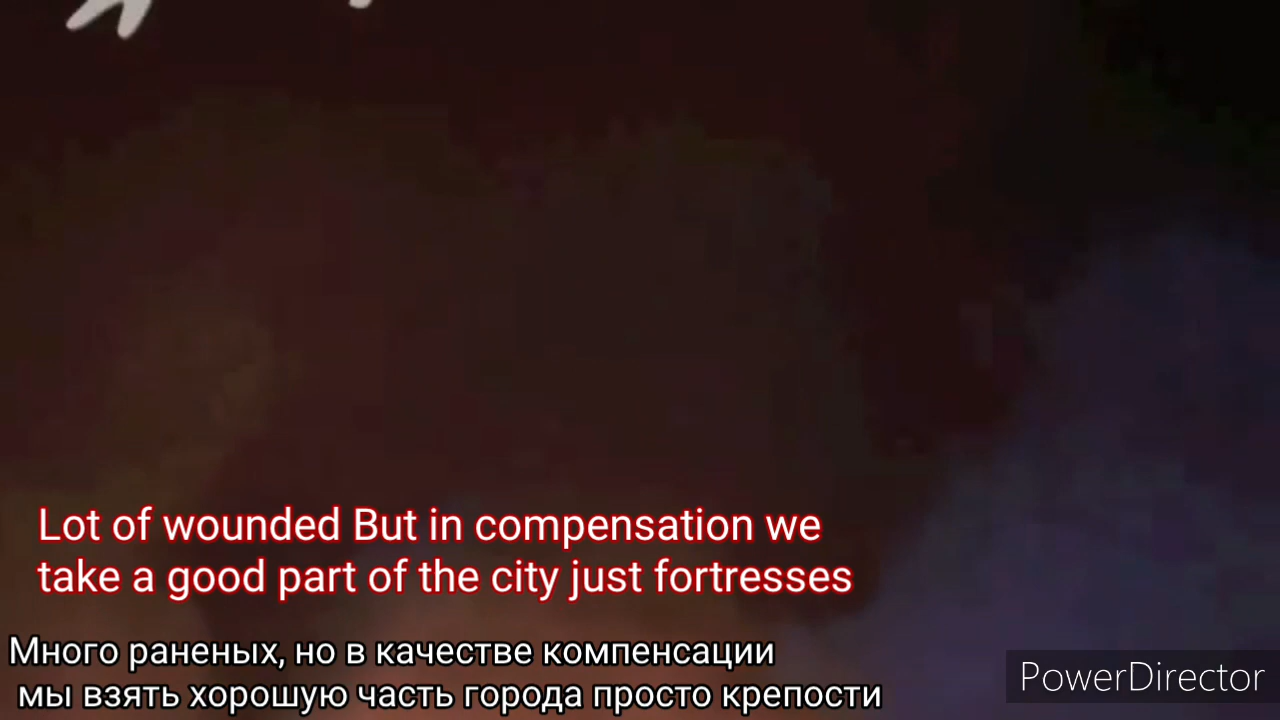 Lot of wounded But in compensation we
take a good part of the city just fortresses
Много раненых, но в качестве компенсации
мы взять хорошую часть города просто крепости
PowerDirector